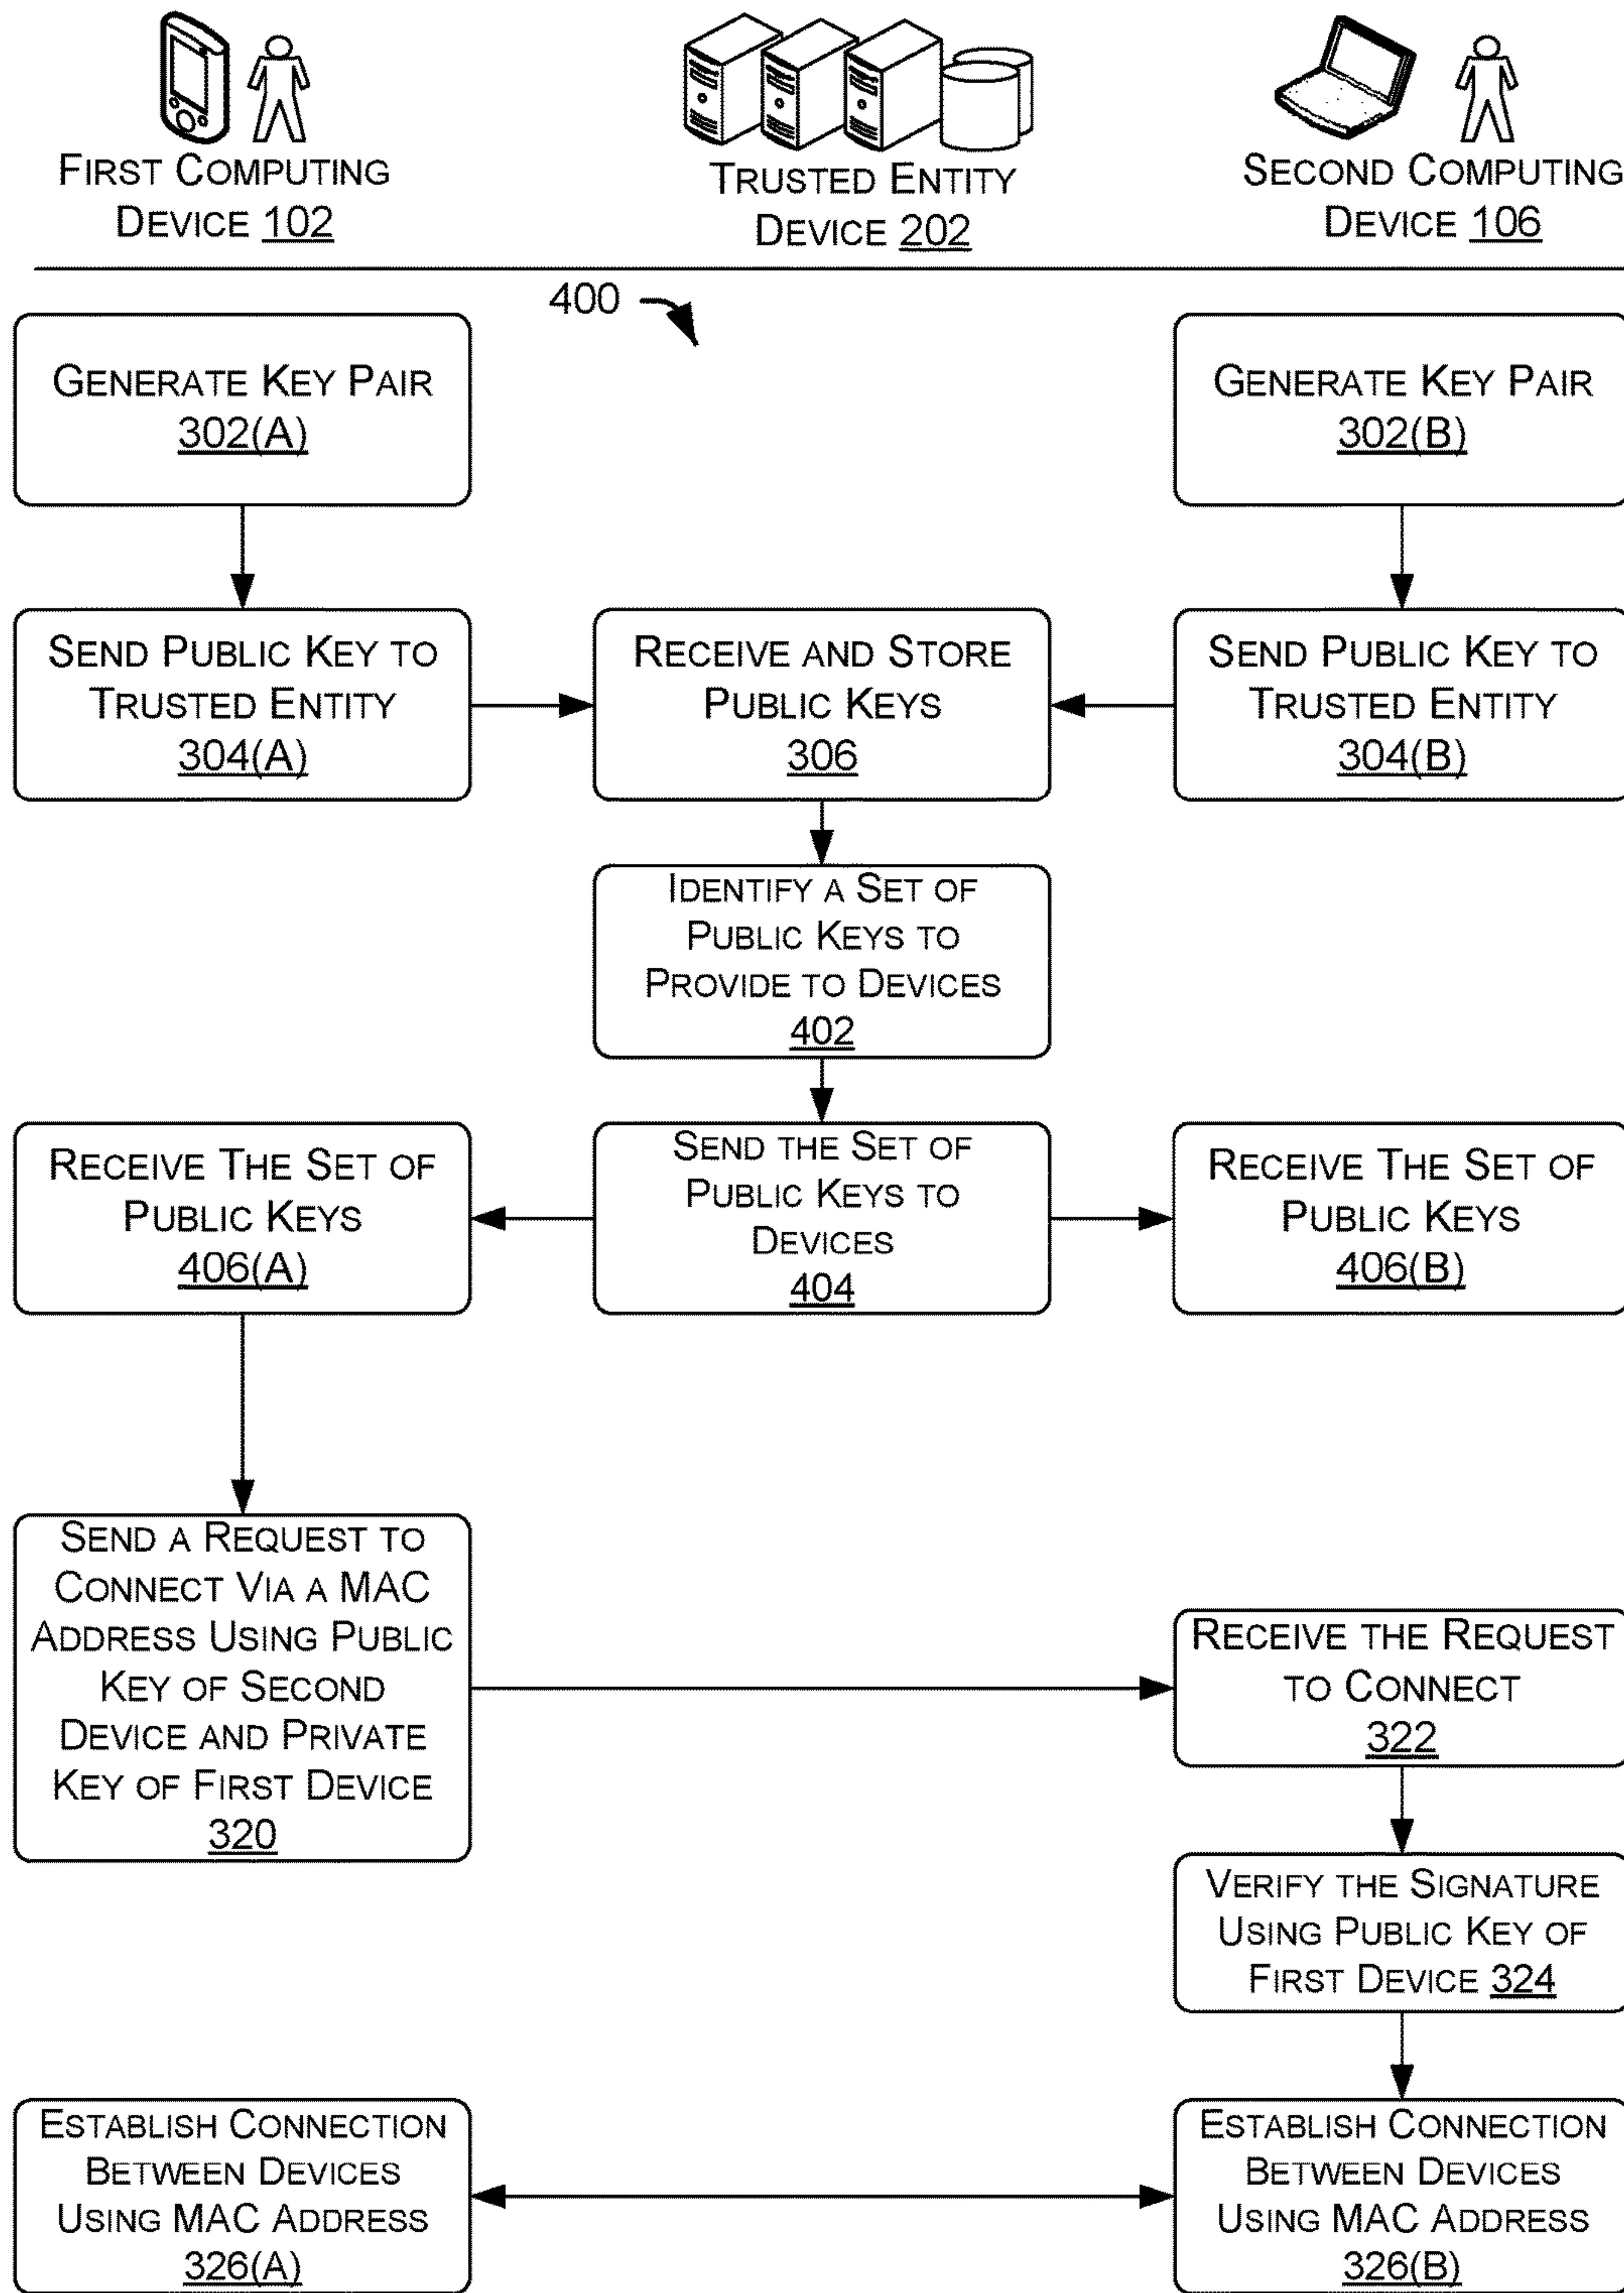 FIRST COMPUTING
DEVICE 102
TRUSTED ENTITY
DEVICE 202
SECOND COMPUTING
DEVICE 106
400
GENERATE KEY PAIR
302(A)
GENERATE KEY PAIR
302(B)
SEND PUBLIC KEY TO
TRUSTED ENTITY
304(A)
RECEIVE AND STORE
PUBLIC KEYS
306
SEND PUBLIC KEY TO
TRUSTED ENTITY
304(B)
IDENTIFY A SET OF
PUBLIC KEYS TO
PROVIDE TO DEVICES
402
RECEIVE THE SET OF
PUBLIC KEYS
406(A)
SEND THE SET OF
PUBLIC KEYS TO
DEVICES
404
RECEIVE THE SET OF
PUBLIC KEYS
406(B)
SEND A REQUEST TO
CONNECT VIA A MAC
ADDRESS USING PUBLIC
KEY OF SECOND
DEVICE AND PRIVATE
KEY OF FIRST DEVICE
320
RECEIVE THE REQUEST
TO CONNECT
322
VERIFY THE SIGNATURE
USING PUBLIC KEY OF
FIRST DEVICE 324
ESTABLISH CONNECTION
BETWEEN DEVICES
USING MAC ADDRESS
326(A)
ESTABLISH CONNECTION
BETWEEN DEVICES
USING MAC ADDRESS
326(B)